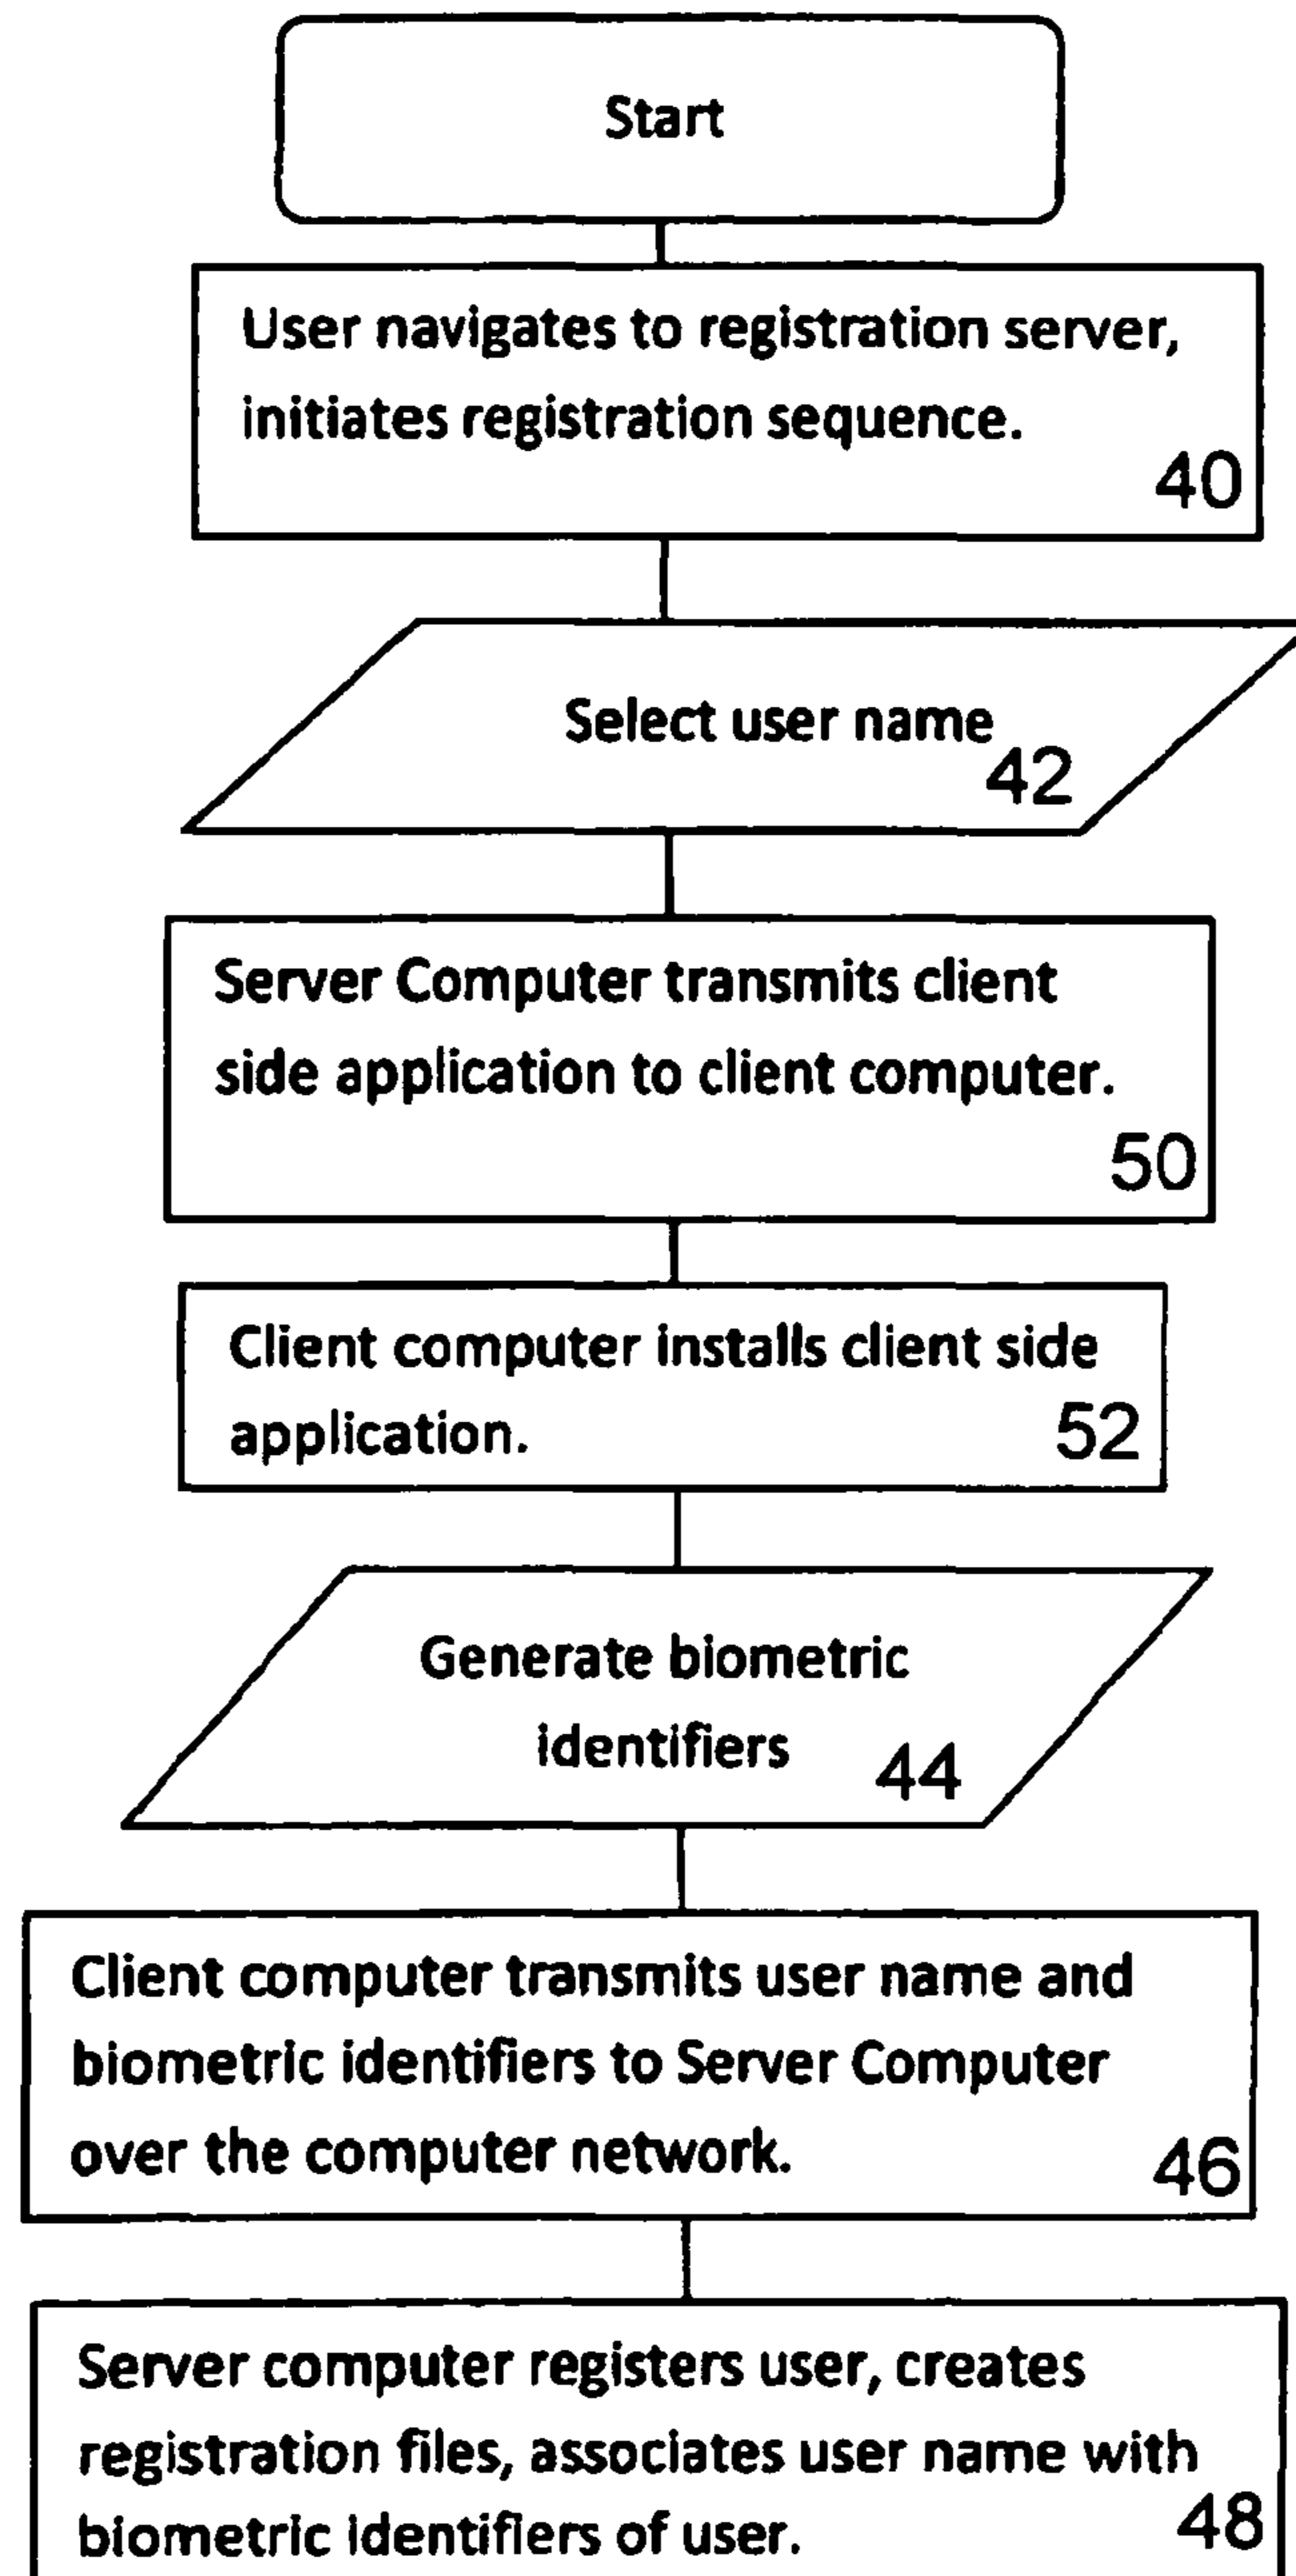 Start
User navigates to registration server,
initiates registration sequence.
40
Select user name
42
Server Computer transmits client
side application to client computer.
50
Client computer installs client side
application.
52
Generate biometric
identifiers
44
Client computer transmits user name and
biometric identifiers to Server Computer
over the computer network.
46
Server computer registers user, creates
registration files, associates user name with
biometric identifiers of user.
48